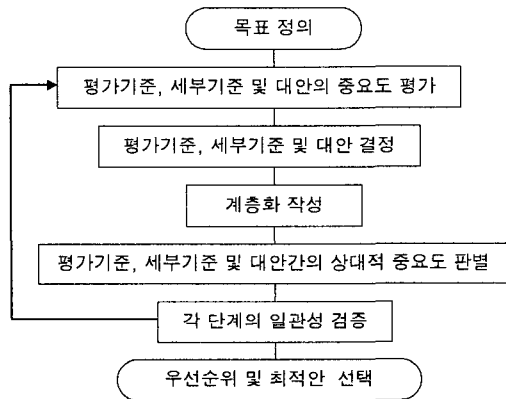 목표 정의
평가기준, 세부기준 및 대안의 중요도 평가
평가기준, 세부기준 및 대안 결정
계층화 작성
평가기준, 세부기준 및 대안간의 상대적 중요도 판별
각 단계의 일관성 검증
우선순위 및 최적안 선택